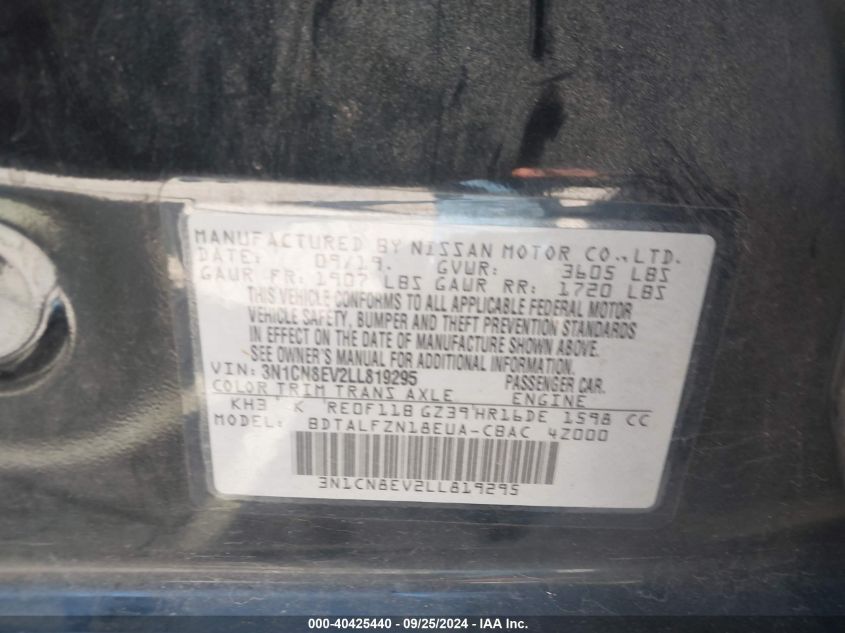 MANUFACTURED BY NISSAN MOTOR CO.,LTD.
DATE: 09/19. GVWR: 3605 LBS
GAWR FR: 1907 LBS GAWR RR: 1720 LBS
THIS VEHICLE CONFORMS TO ALL APPLICABLE FEDERAL MOTOR
VEHICLE SAFETY, BUMPER AND THEFT PREVENTION STANDARDS
IN EFFECT ON THE DATE OF MANUFACTURE SHOWN ABOVE.
SEE OWNER'S MANUAL FOR ADDITIONAL INFORMATION.
VIN: 3N1CN8EV2LL819295 PASSENGER CAR.
COLOR TRIM TRANS AXLE ENGINE
KH3 K RE0F11B GZ39 HR16DE 1598 CC
MODEL: BDTALFZN18EUA-CBAC 4Z000
3N1CN8EV2LL819295
000-40425440 - 09/25/2024 - IAA Inc.